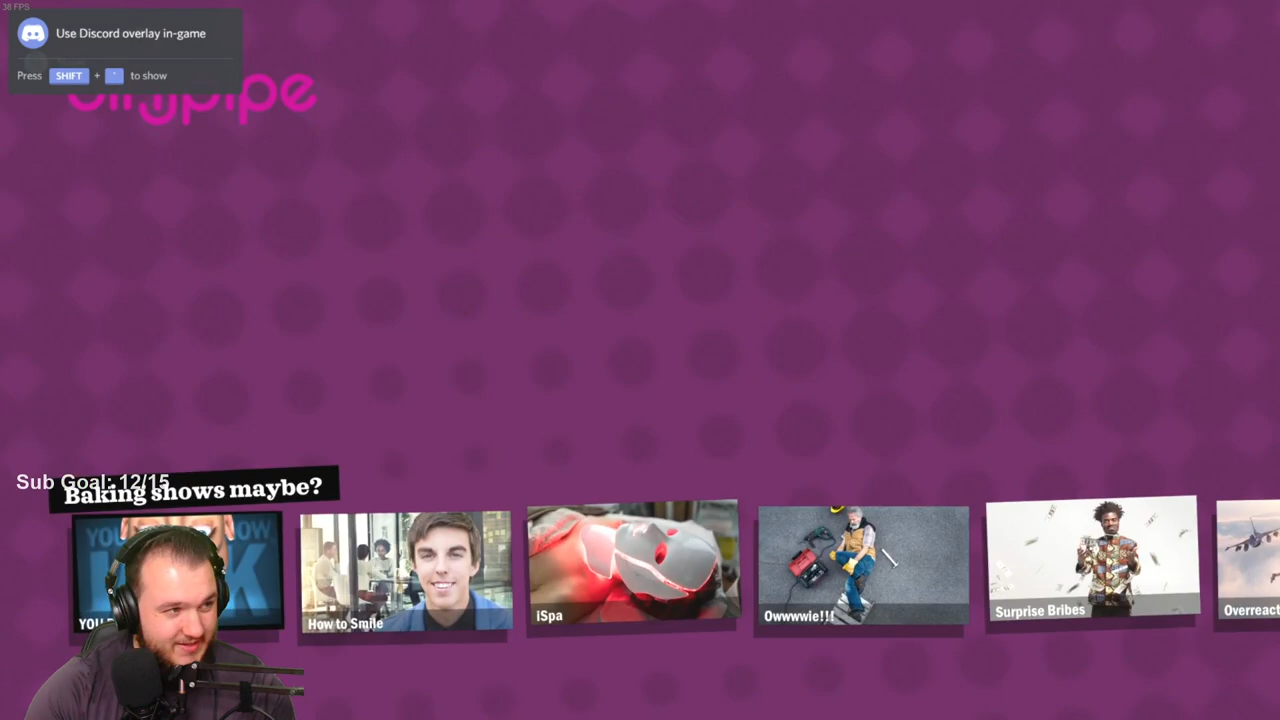 38 FPS
Use Discord overlay in-game
Press SHIFT + ` to show
Sub Goal: 12/15
Baking shows maybe?
How to Smile
iSpa
Owwwwie!!!
Surprise Bribes
Overreact